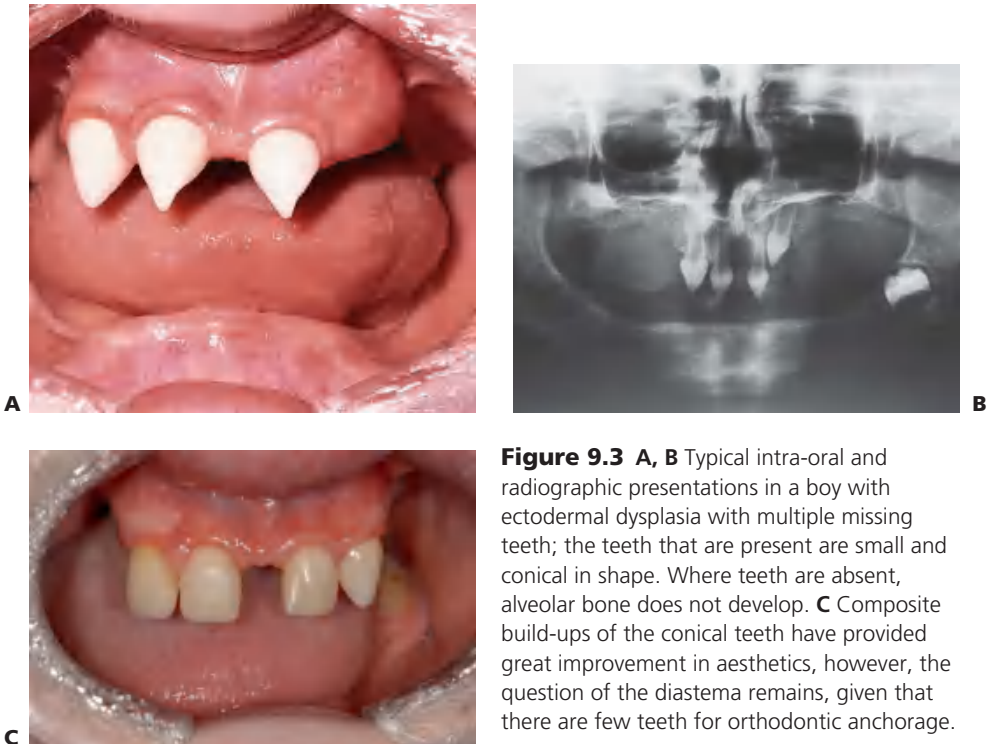 A
B
Figure 9.3 A, B Typical intra-oral and
radiographic presentations in a boy with
ectodermal dysplasia with multiple missing
teeth; the teeth that are present are small and
conical in shape. Where teeth are absent,
alveolar bone does not develop. C Composite
build-ups of the conical teeth have provided
great improvement in aesthetics, however, the
question of the diastema remains, given that
there are few teeth for orthodontic anchorage.
C